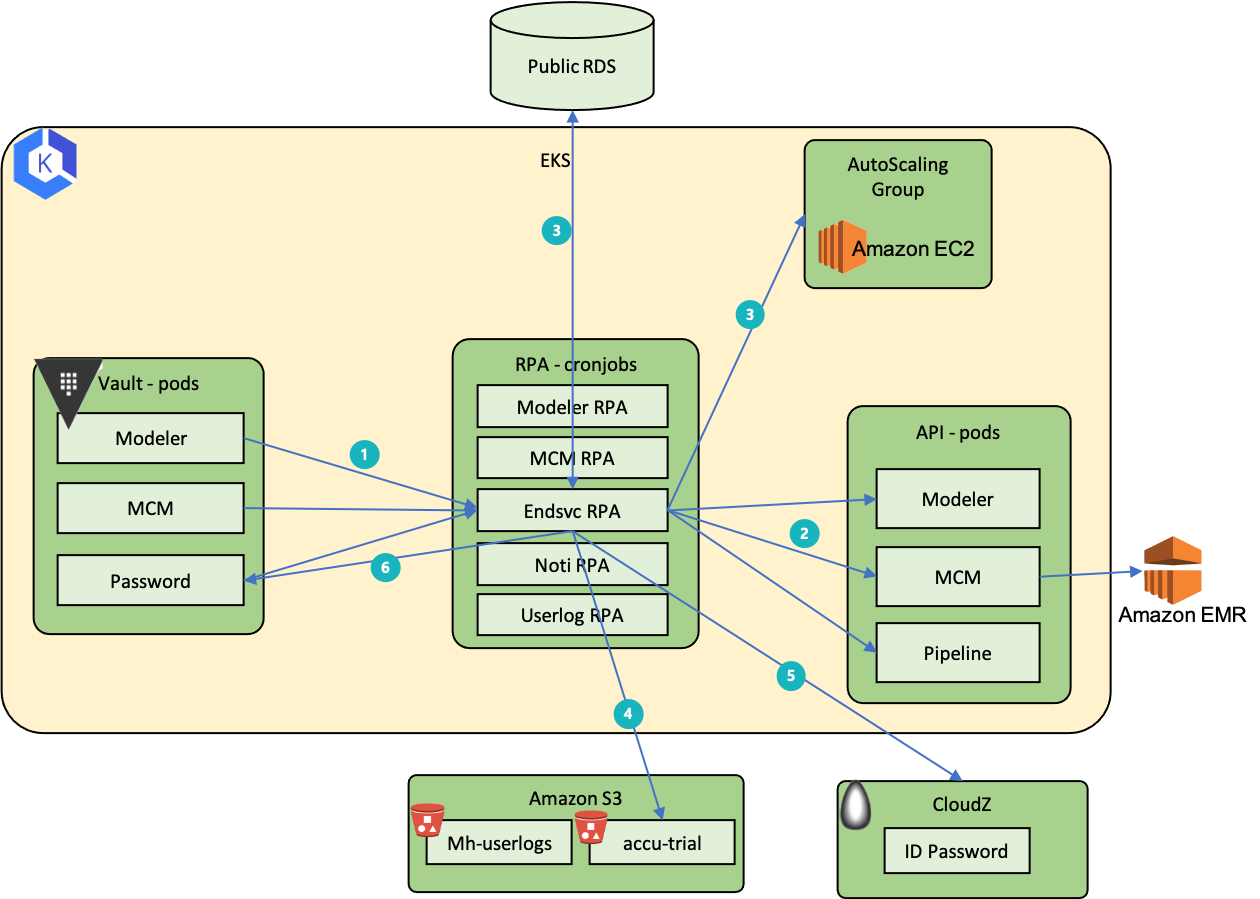 Public RDS
EKS
K
AutoScaling
Group
Amazon EC2
3
3
Vault - pods
Modeler
MCM
Password
1
6
RPA - cronjobs
Modeler RPA
MCM RPA
Endsvc RPA
Noti RPA
Userlog RPA
2
API - pods
Modeler
MCM
Pipeline
Amazon EMR
5
4
Amazon S3
Mh-userlogs
accu-trial
CloudZ
ID Password